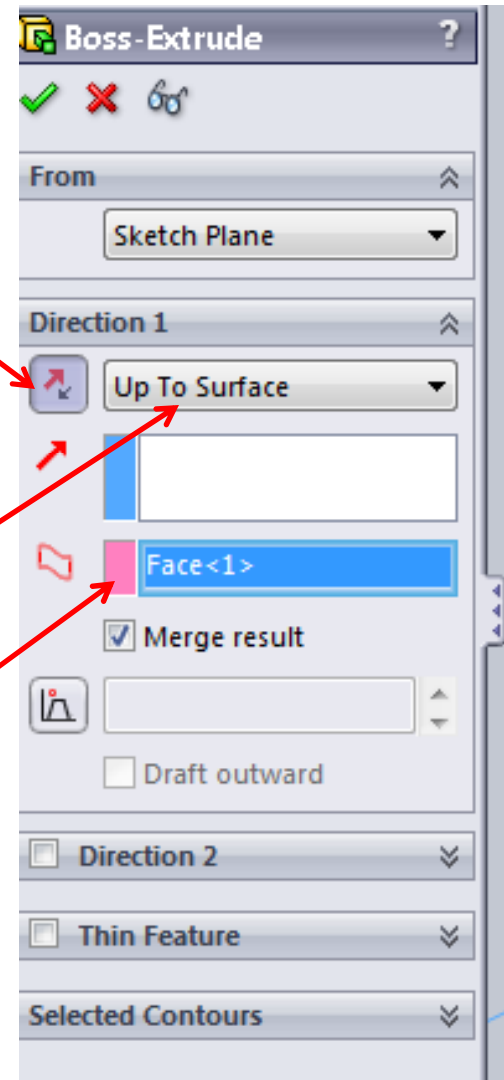 Boss-Extrude ?
From
Sketch Plane
Direction 1
Up To Surface
Face<1>
Merge result
Draft outward
Direction 2
Thin Feature
Selected Contours